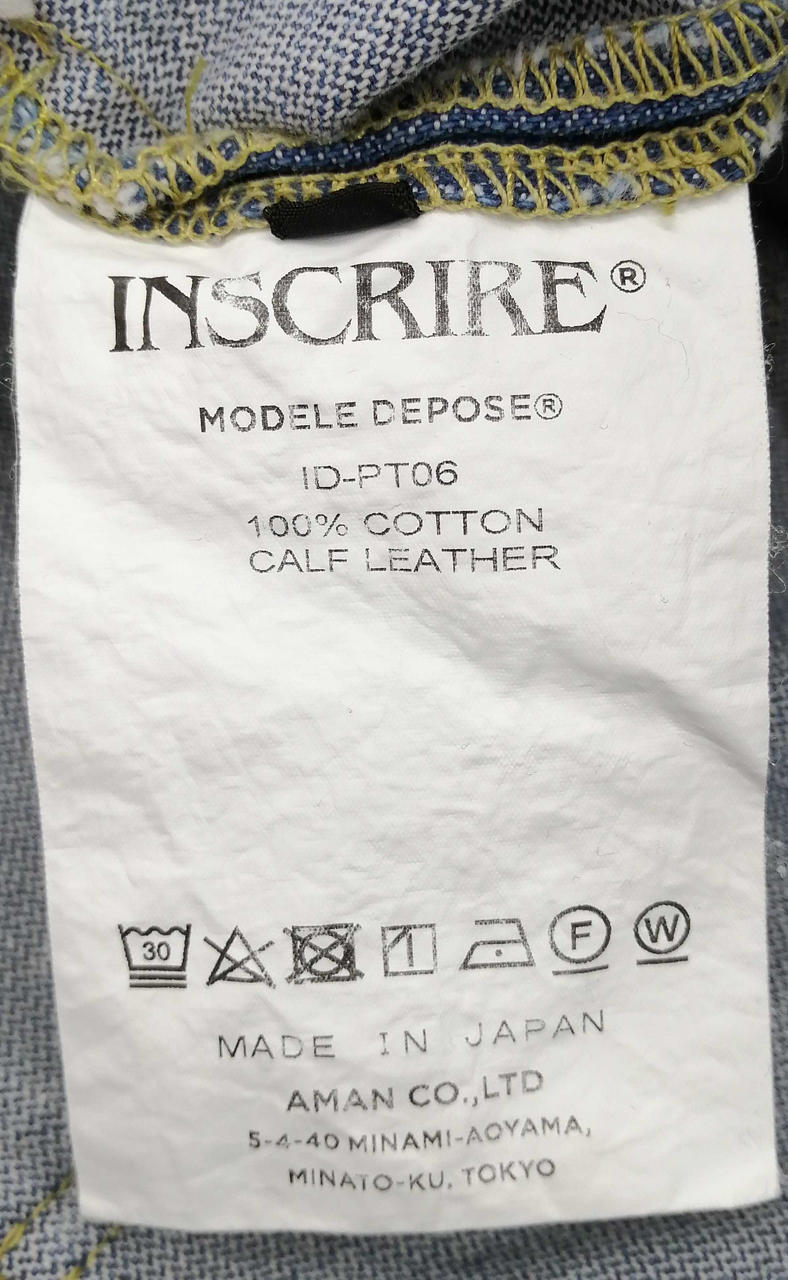 INSCRIRE®
MODELE DEPOSE®
ID-PT06
100% COTTON
CALF LEATHER
30 F W
MADE IN JAPAN
AMAN CO.,LTD
5-4-40 MINAMI-AOYAMA,
MINATO-KU, TOKYO